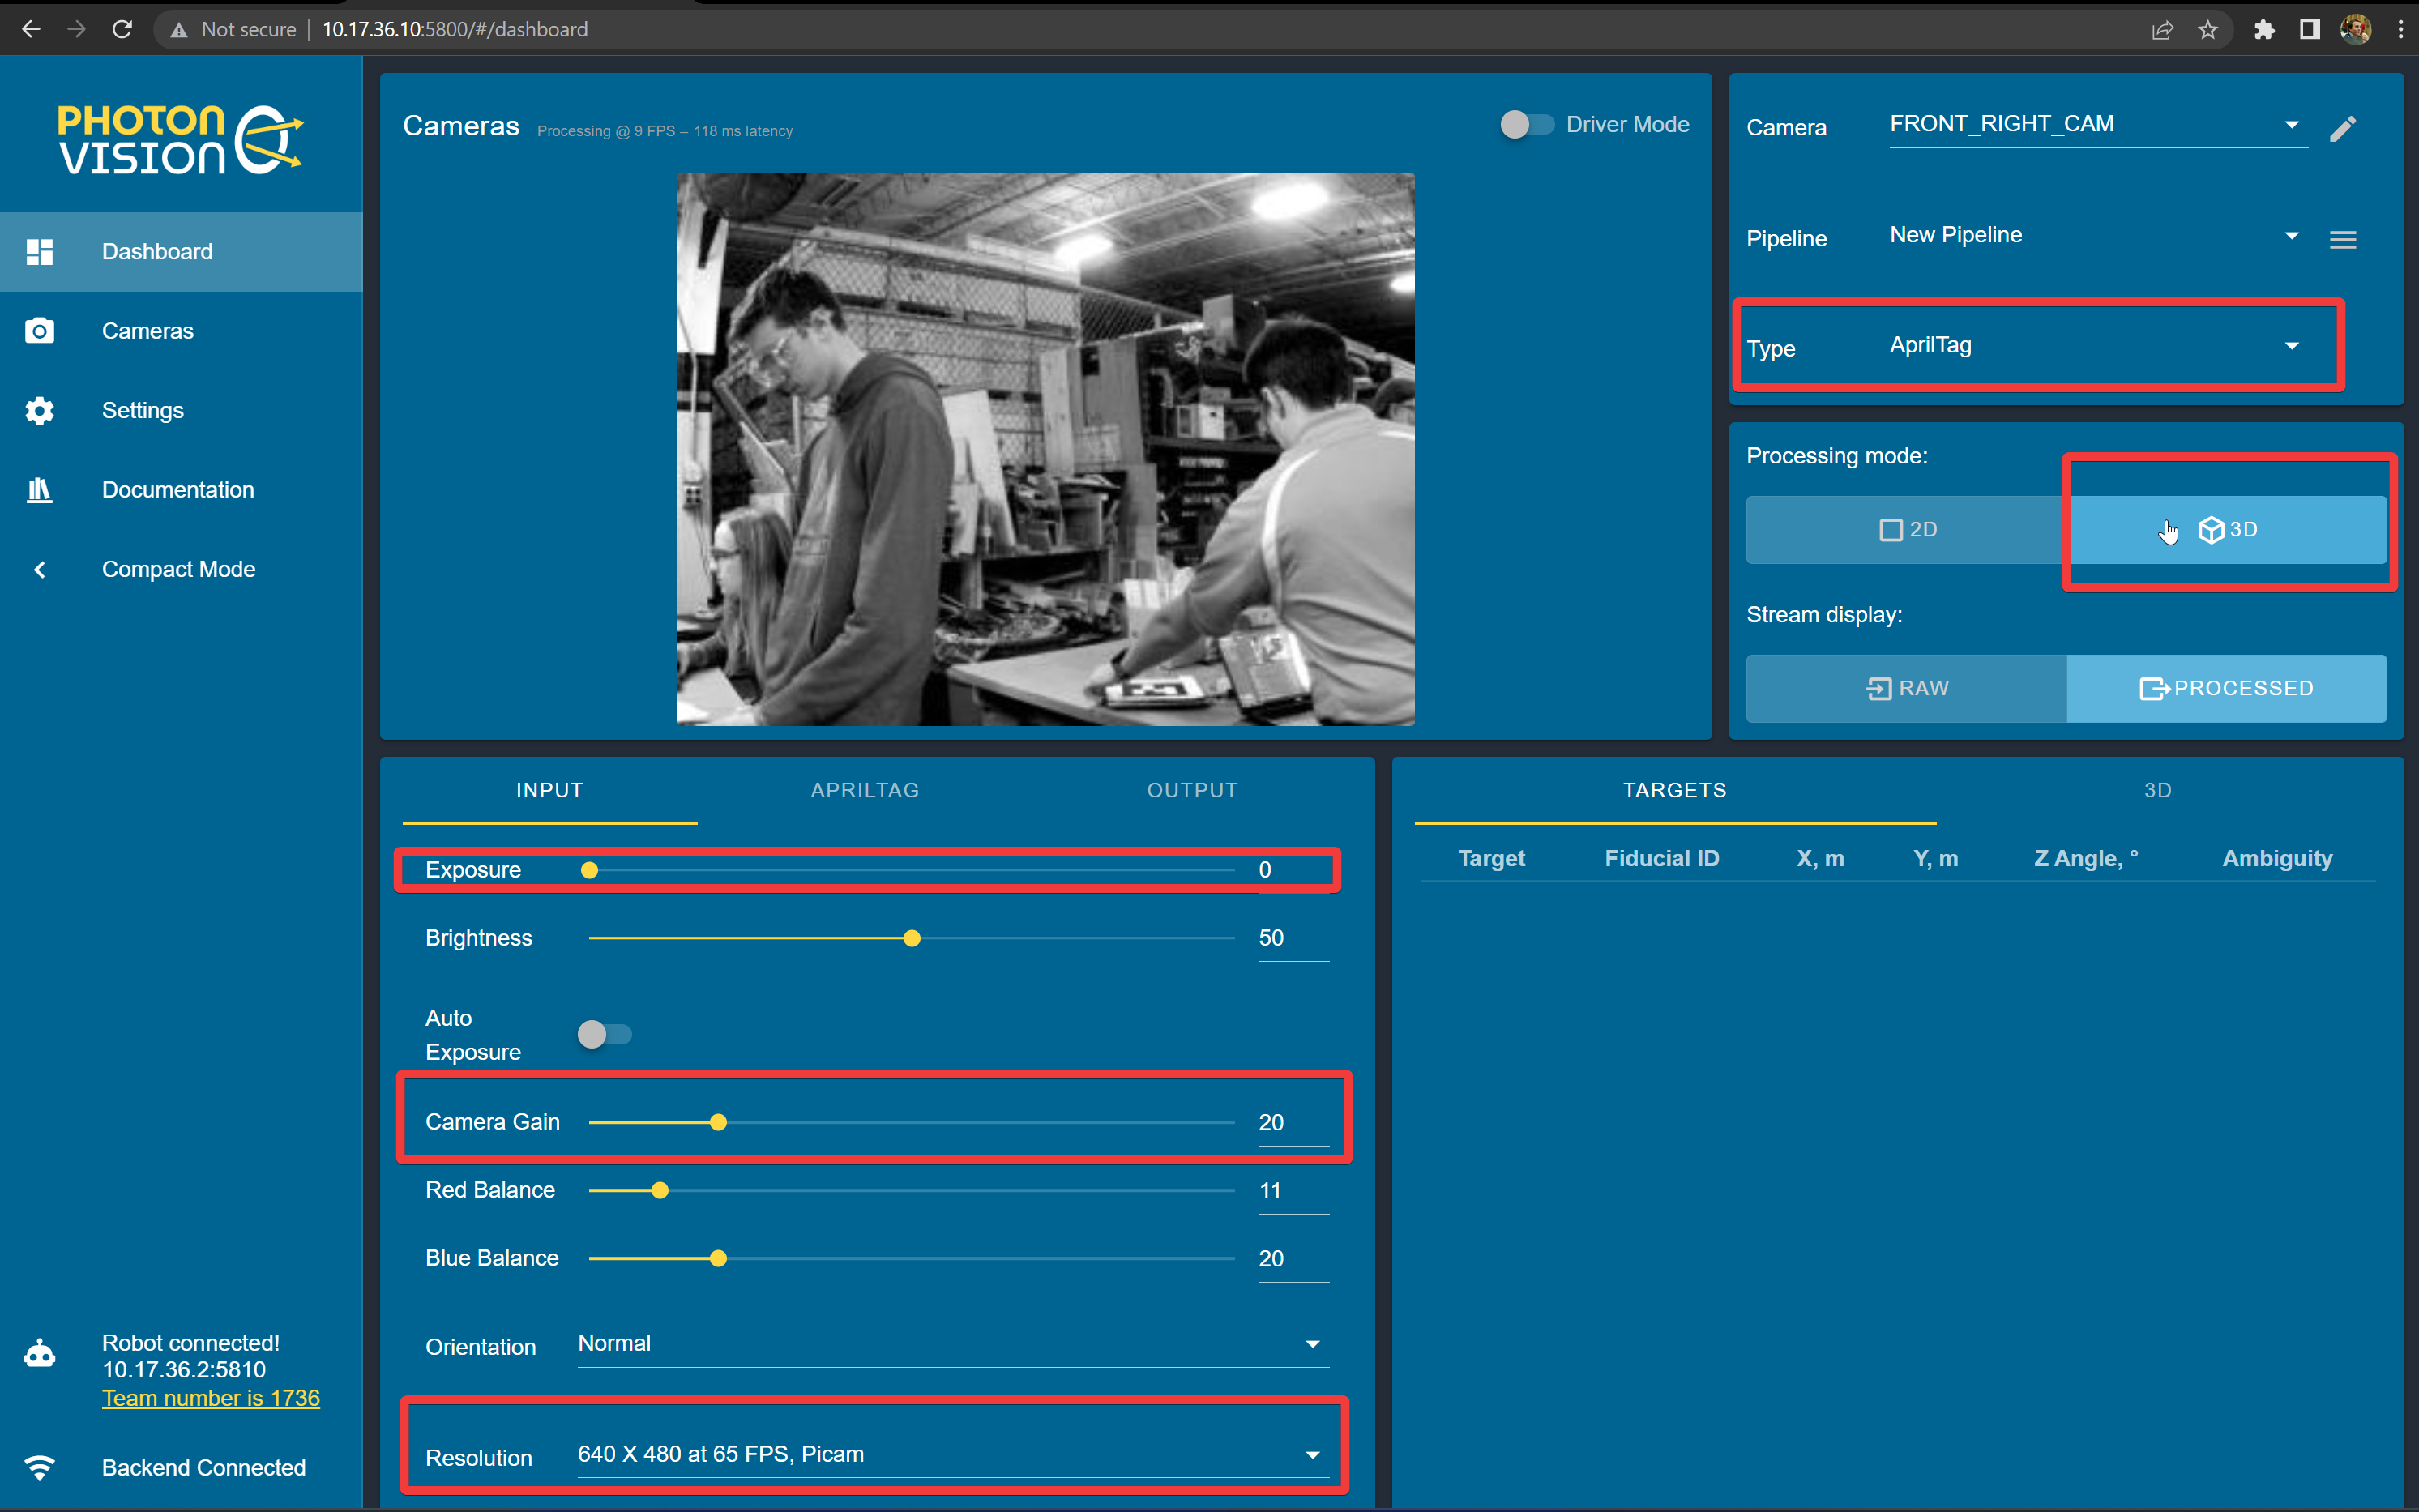 Not secure
10.17.36.10:5800/#/dashboard
PHOTON
VISION
Dashboard
Cameras
Settings
Documentation
Compact Mode
Robot connected!
10.17.36.2:5810
Team number is 1736
Backend Connected
Cameras Processing @ 9 FPS – 118 ms latency
Driver Mode
Camera FRONT_RIGHT_CAM
Pipeline New Pipeline
Type AprilTag
Processing mode:
2D 3D
Stream display:
RAW PROCESSED
INPUT APRILTAG OUTPUT
Exposure 0
Brightness 50
Auto
Exposure
Camera Gain 20
Red Balance 11
Blue Balance 20
Orientation Normal
Resolution 640 X 480 at 65 FPS, Picam
TARGETS 3D
Target Fiducial ID X, m Y, m Z Angle, ° Ambiguity